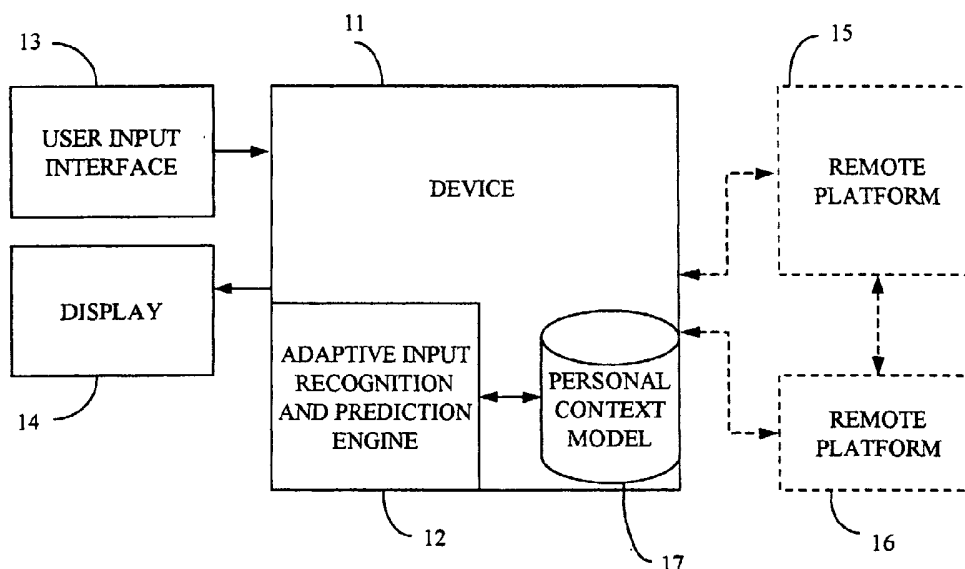 13
11
15
USER INPUT
INTERFACE
DEVICE
REMOTE
PLATFORM
DISPLAY
14
ADAPTIVE INPUT
RECOGNITION
AND PREDICTION
ENGINE
12
PERSONAL
CONTEXT
MODEL
17
REMOTE
PLATFORM
16